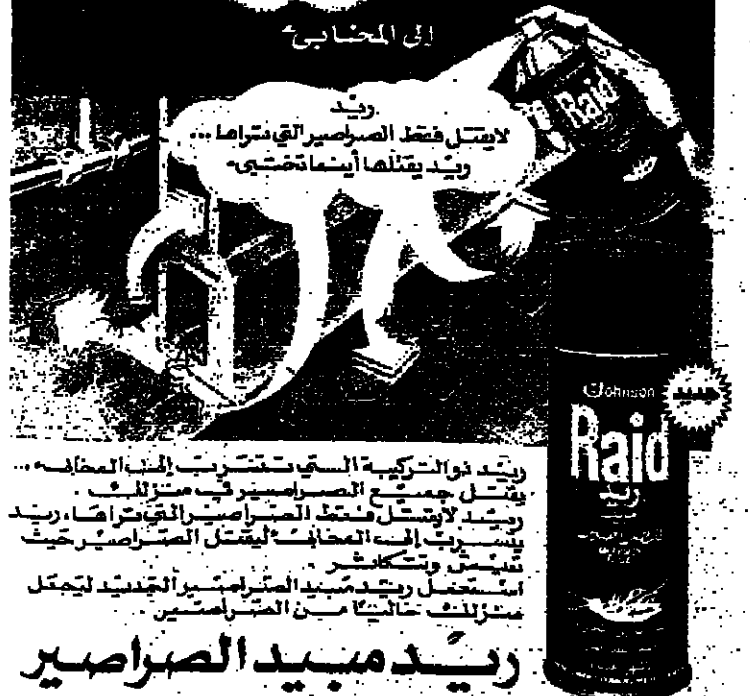 إلى المخابئ
Raid
ريد
لايقتل فقط الصراصير التي تراها ...
ريد يقتلها أينما تختبئ
Johnson
جديد
Raid
ريد
ريد ذو التركيبة التي تتسرب إلى المخابئ ..
يقتل جميع الصراصير في منزلك .
ريد لايقتل فقط الصراصير التي تراها، ريد
يتسرب إلى المخابئ ليقتل الصراصير حيث
تعيش وتتكاثر .
استعمل ريد مبيد الصراصير الجديد ليجعل
منزلك خالياً من الصراصير .
ريد مبيد الصراصير